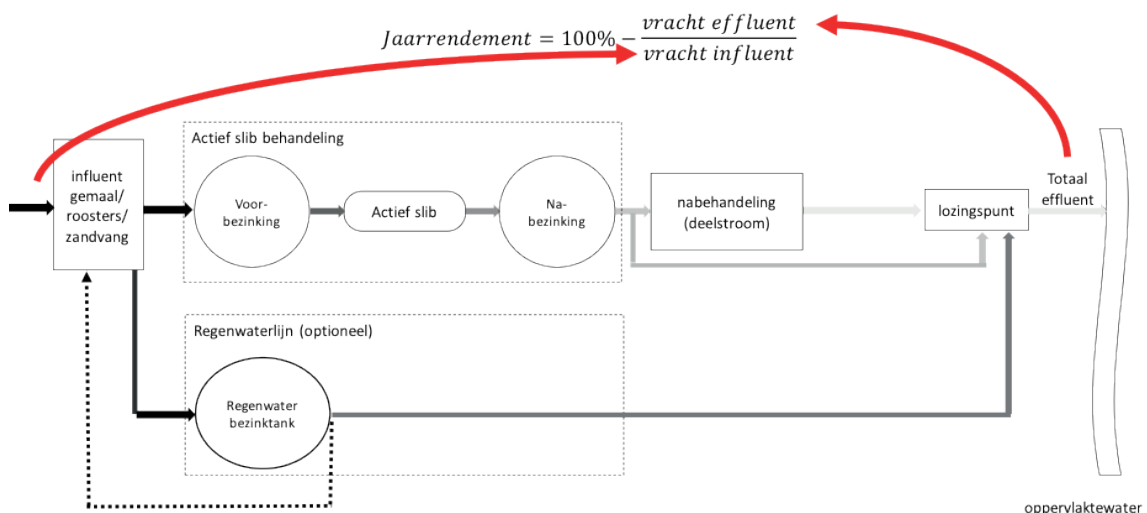 Jaarrendement = 100% − vracht effluent / vracht influent
Actief slib behandeling
influent
gemaal/
roosters/
zandvang
Voor-
bezinking
Actief slib
Na-
bezinking
nabehandeling
(deelstroom)
lozingspunt
Totaal
effluent
Regenwaterlijn (optioneel)
Regenwater
bezinktank
oppervlaktewater